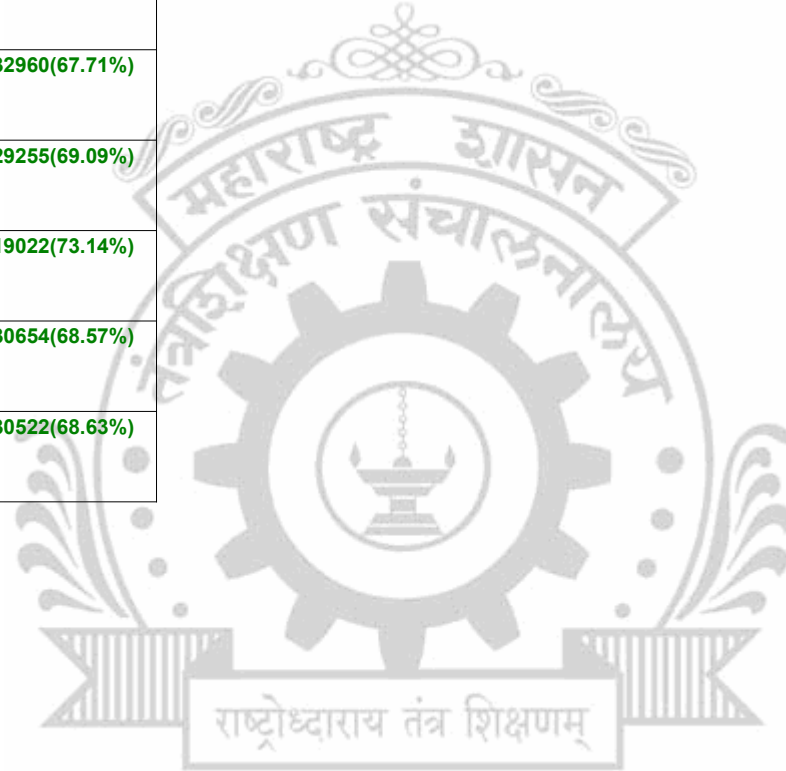 32960(67.71%)
29255(69.09%)
19022(73.14%)
30654(68.57%)
30522(68.63%)
महाराष्ट्र शासन
तंत्रशिक्षण संचालनालय
राष्ट्रोध्दाराय तंत्र शिक्षणम्